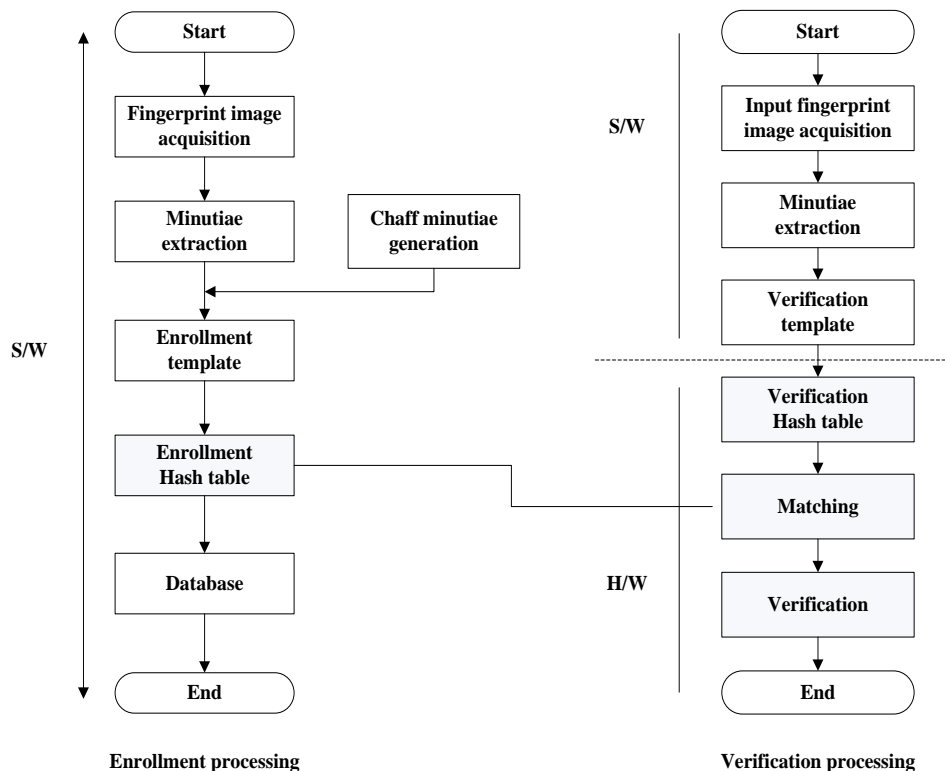 Start
Fingerprint image
acquisition
Minutiae
extraction
Chaff minutiae
generation
Enrollment
template
S/W
Enrollment
Hash table
Database
End
Enrollment processing
Start
Input fingerprint
image acquisition
S/W
Minutiae
extraction
Verification
template
Verification
Hash table
Matching
H/W
Verification
End
Verification processing